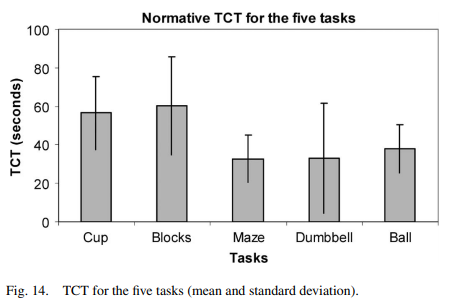 Normative TCT for the five tasks
100
80
60
40
20
0
TCT (seconds)
Cup Blocks Maze Dumbbell Ball
Tasks
Fig. 14. TCT for the five tasks (mean and standard deviation).